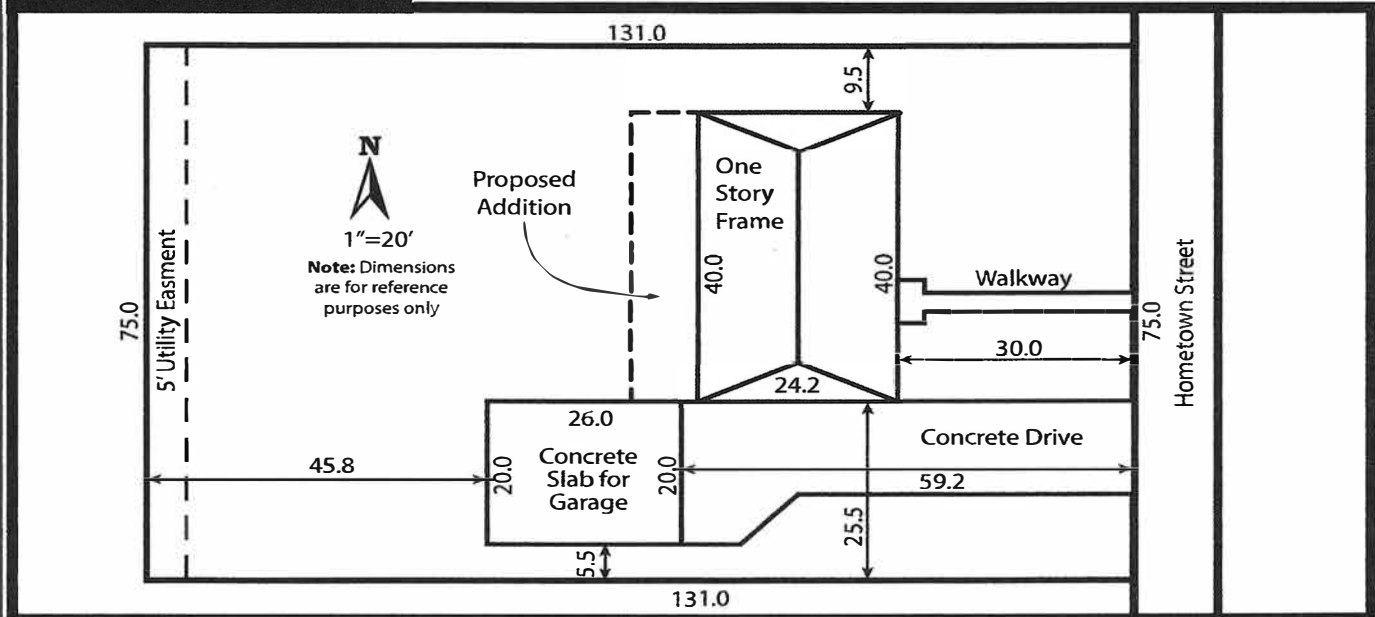 131.0
9.5
N
1"=20'
Note: Dimensions
are for reference
purposes only
Proposed
Addition
One
Story
Frame
40.0
40.0
24.2
Walkway
30.0
75.0
Hometown Street
75.0
5' Utility Easment
26.0
Concrete
Slab for
Garage
20.0
20.0
45.8
Concrete Drive
59.2
25.5
5.5
131.0